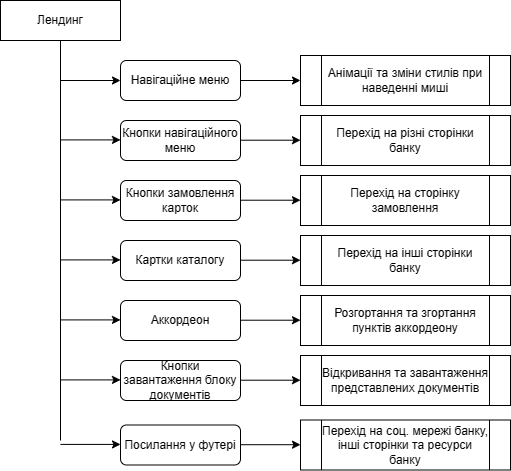 Лендинг
Навігаційне меню
Анімації та зміни стилів при
наведенні миші
Кнопки навігаційного
меню
Перехід на різні сторінки
банку
Кнопки замовлення
карток
Перехід на сторінку
замовлення
Картки каталогу
Перехід на інші сторінки
банку
Аккордеон
Розгортання та згортання
пунктів аккордеону
Кнопки
завантаження блоку
документів
Відкривання та завантаження
представлених документів
Посилання у футері
Перехід на соц. мережі банку,
інші сторінки та ресурси
банку